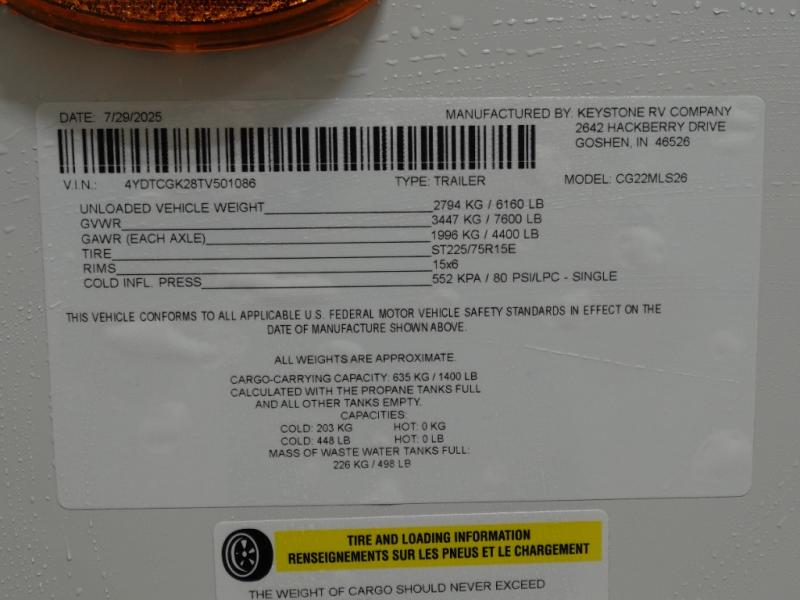 DATE: 7/29/2025 MANUFACTURED BY: KEYSTONE RV COMPANY
2642 HACKBERRY DRIVE
GOSHEN, IN 46526
V.I.N.: 4YDTCGK28TV501086 TYPE: TRAILER MODEL: CG22MLS26
UNLOADED VEHICLE WEIGHT 2794 KG / 6160 LB
GVWR 3447 KG / 7600 LB
GAWR (EACH AXLE) 1996 KG / 4400 LB
TIRE ST225/75R15E
RIMS 15x6
COLD INFL. PRESS 552 KPA / 80 PSI/LPC - SINGLE
THIS VEHICLE CONFORMS TO ALL APPLICABLE U.S. FEDERAL MOTOR VEHICLE SAFETY STANDARDS IN EFFECT ON THE
DATE OF MANUFACTURE SHOWN ABOVE.
ALL WEIGHTS ARE APPROXIMATE.
CARGO-CARRYING CAPACITY: 635 KG / 1400 LB
CALCULATED WITH THE PROPANE TANKS FULL
AND ALL OTHER TANKS EMPTY.
CAPACITIES:
COLD: 203 KG HOT: 0 KG
COLD: 448 LB HOT: 0 LB
MASS OF WASTE WATER TANKS FULL:
226 KG / 498 LB
TIRE AND LOADING INFORMATION
RENSEIGNEMENTS SUR LES PNEUS ET LE CHARGEMENT
THE WEIGHT OF CARGO SHOULD NEVER EXCEED